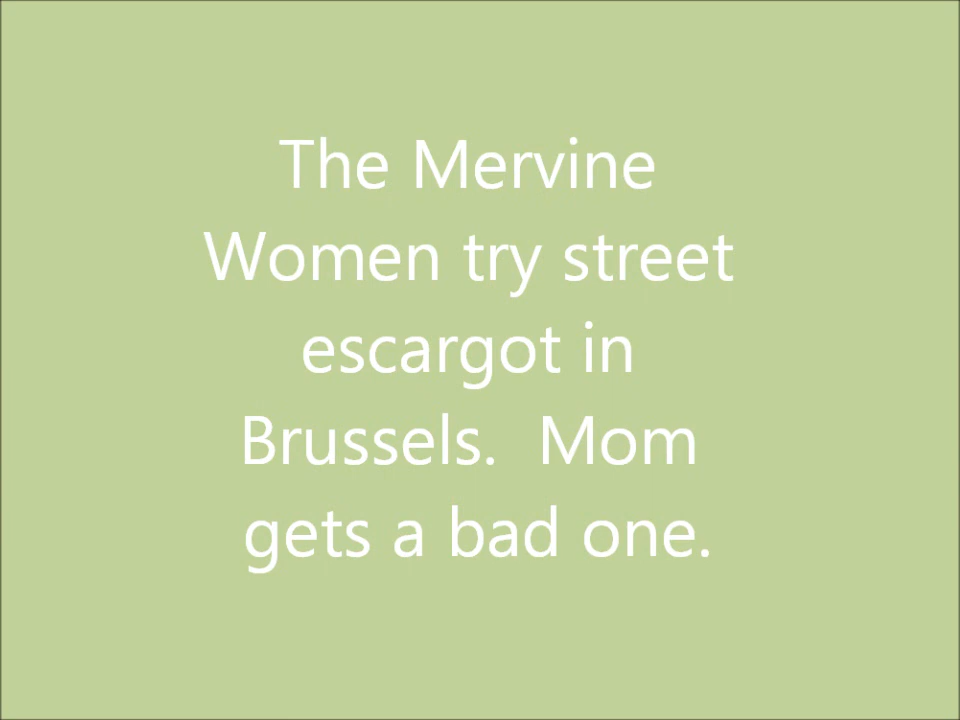 The Mervine
Women try street
escargot in
Brussels.  Mom
gets a bad one.